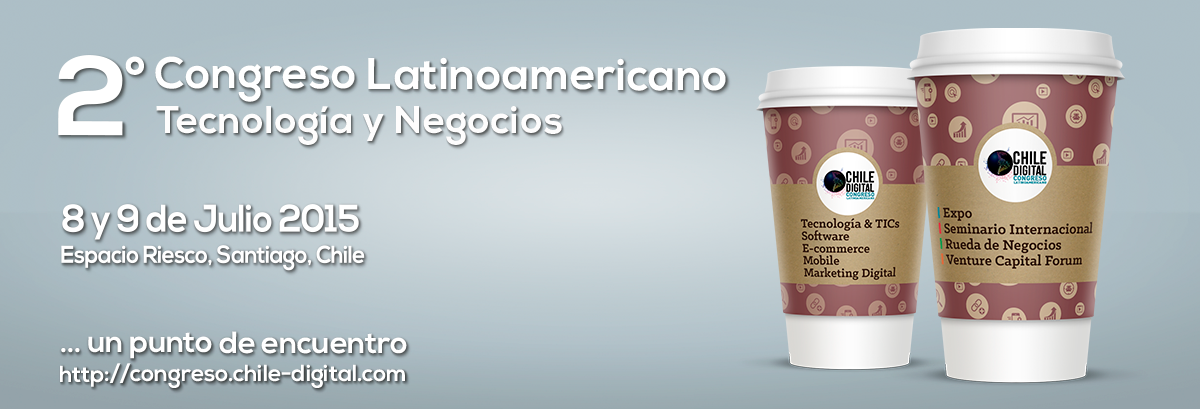 2° Congreso Latinoamericano
Tecnología y Negocios
8 y 9 de Julio 2015
Espacio Riesco, Santiago, Chile
... un punto de encuentro
http://congreso.chile-digital.com
CHILE
DIGITAL
CONGRESO
LATINOAMERICANO
Tecnología & TICs
Software
E-commerce
Mobile
Marketing Digital
CHILE
DIGITAL
CONGRESO
LATINOAMERICANO
Expo
Seminario Internacional
Rueda de Negocios
Venture Capital Forum